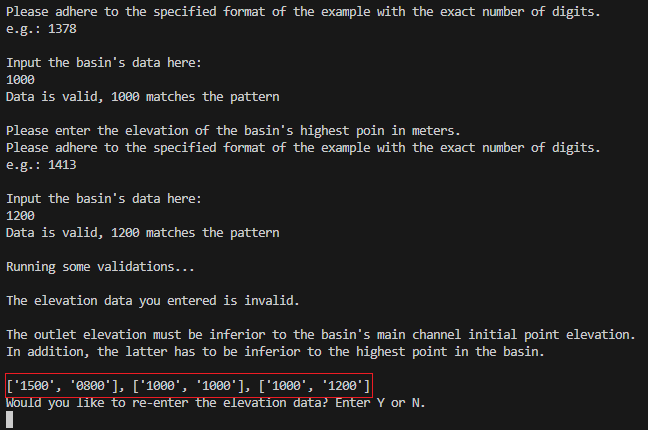 Please adhere to the specified format of the example with the exact number of digits.
e.g.: 1378
Input the basin's data here:
1000
Data is valid, 1000 matches the pattern
Please enter the elevation of the basin's highest poin in meters.
Please adhere to the specified format of the example with the exact number of digits.
e.g.: 1413
Input the basin's data here:
1200
Data is valid, 1200 matches the pattern
Running some validations...
The elevation data you entered is invalid.
The outlet elevation must be inferior to the basin's main channel initial point elevation.
In addition, the latter has to be inferior to the highest point in the basin.
['1500', '0800'], ['1000', '1000'], ['1000', '1200']
Would you like to re-enter the elevation data? Enter Y or N.